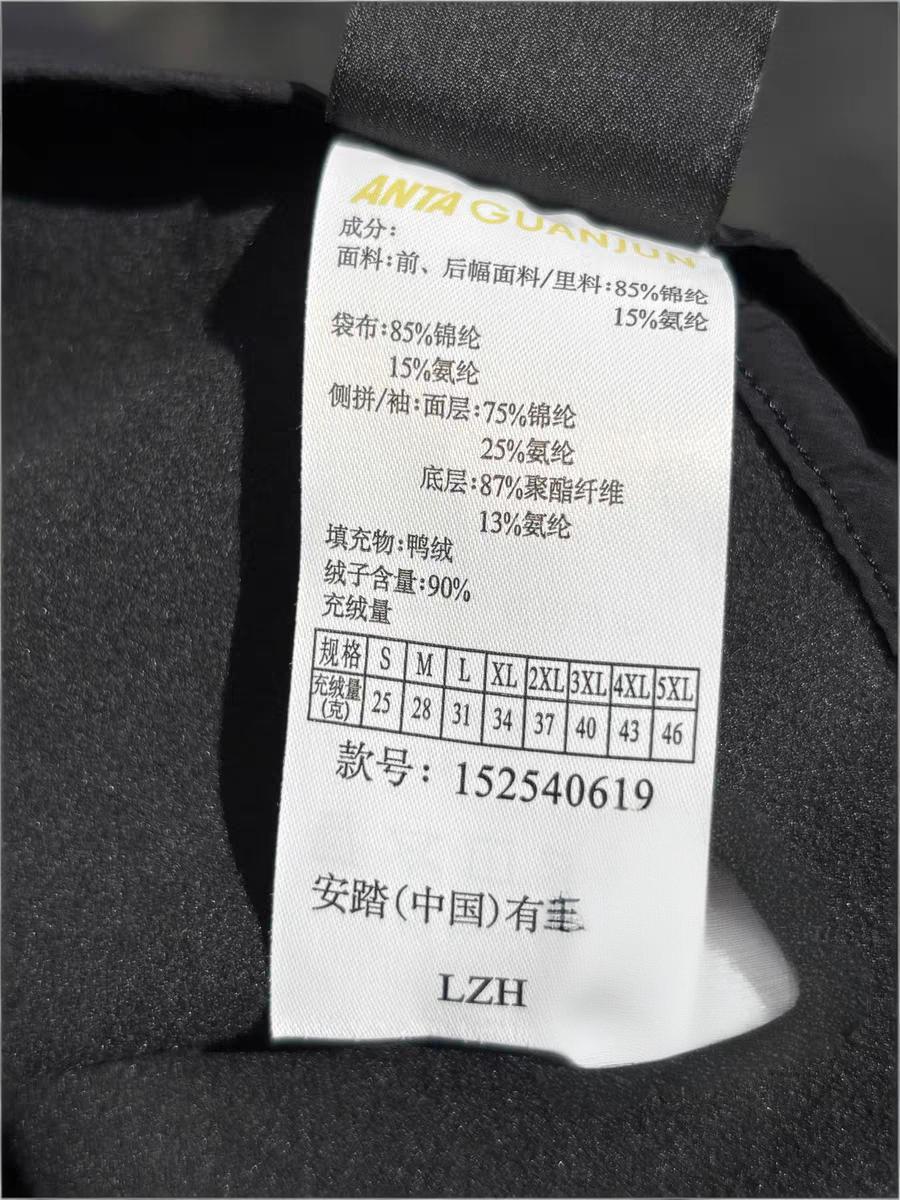 ANTA GUANJUN
成分：
面料：前、后幅面料/里料：85%锦纶
15%氨纶
袋布：85%锦纶
15%氨纶
侧拼/袖：面层：75%锦纶
25%氨纶
底层：87%聚酯纤维
13%氨纶
填充物：鸭绒
绒子含量：90%
充绒量
规格 S M L XL 2XL 3XL 4XL 5XL
充绒量(克) 25 28 31 34 37 40 43 46
款号：152540619
安踏(中国)有
LZH